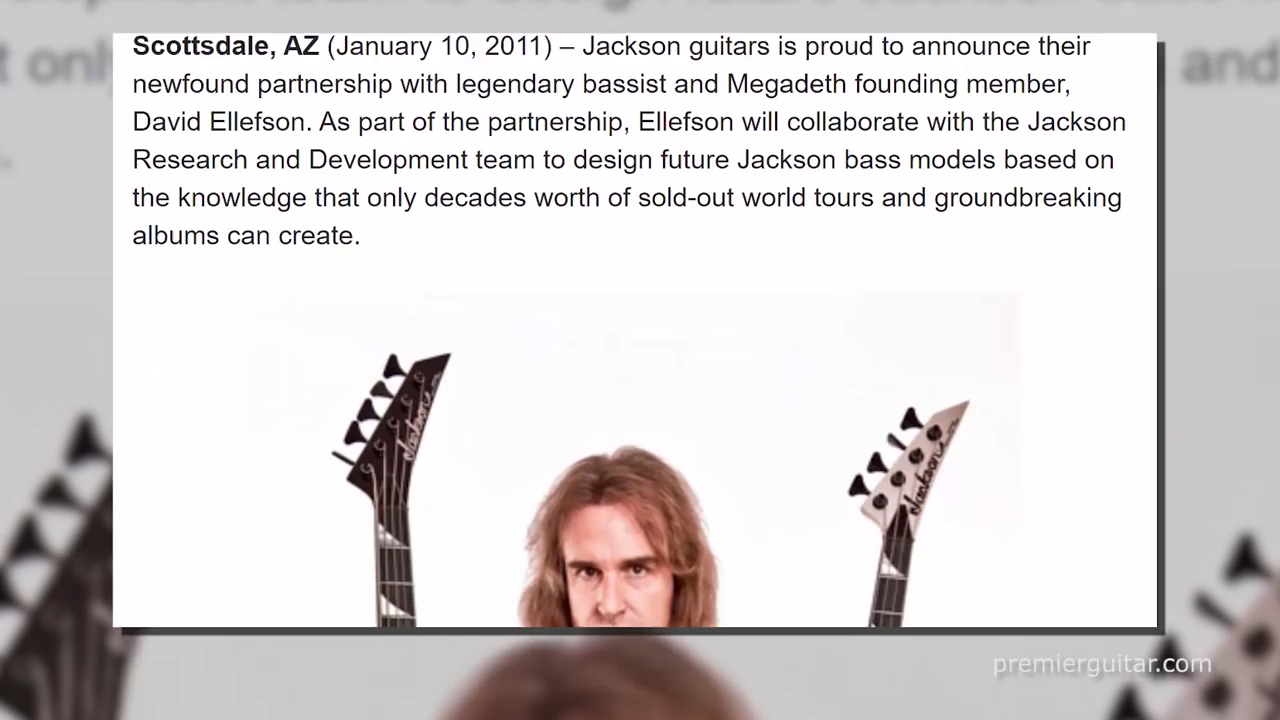 Scottsdale, AZ (January 10, 2011) – Jackson guitars is proud to announce their
newfound partnership with legendary bassist and Megadeth founding member,
David Ellefson. As part of the partnership, Ellefson will collaborate with the Jackson
Research and Development team to design future Jackson bass models based on
the knowledge that only decades worth of sold-out world tours and groundbreaking
albums can create.
Jackson
Jackson
premierguitar.com